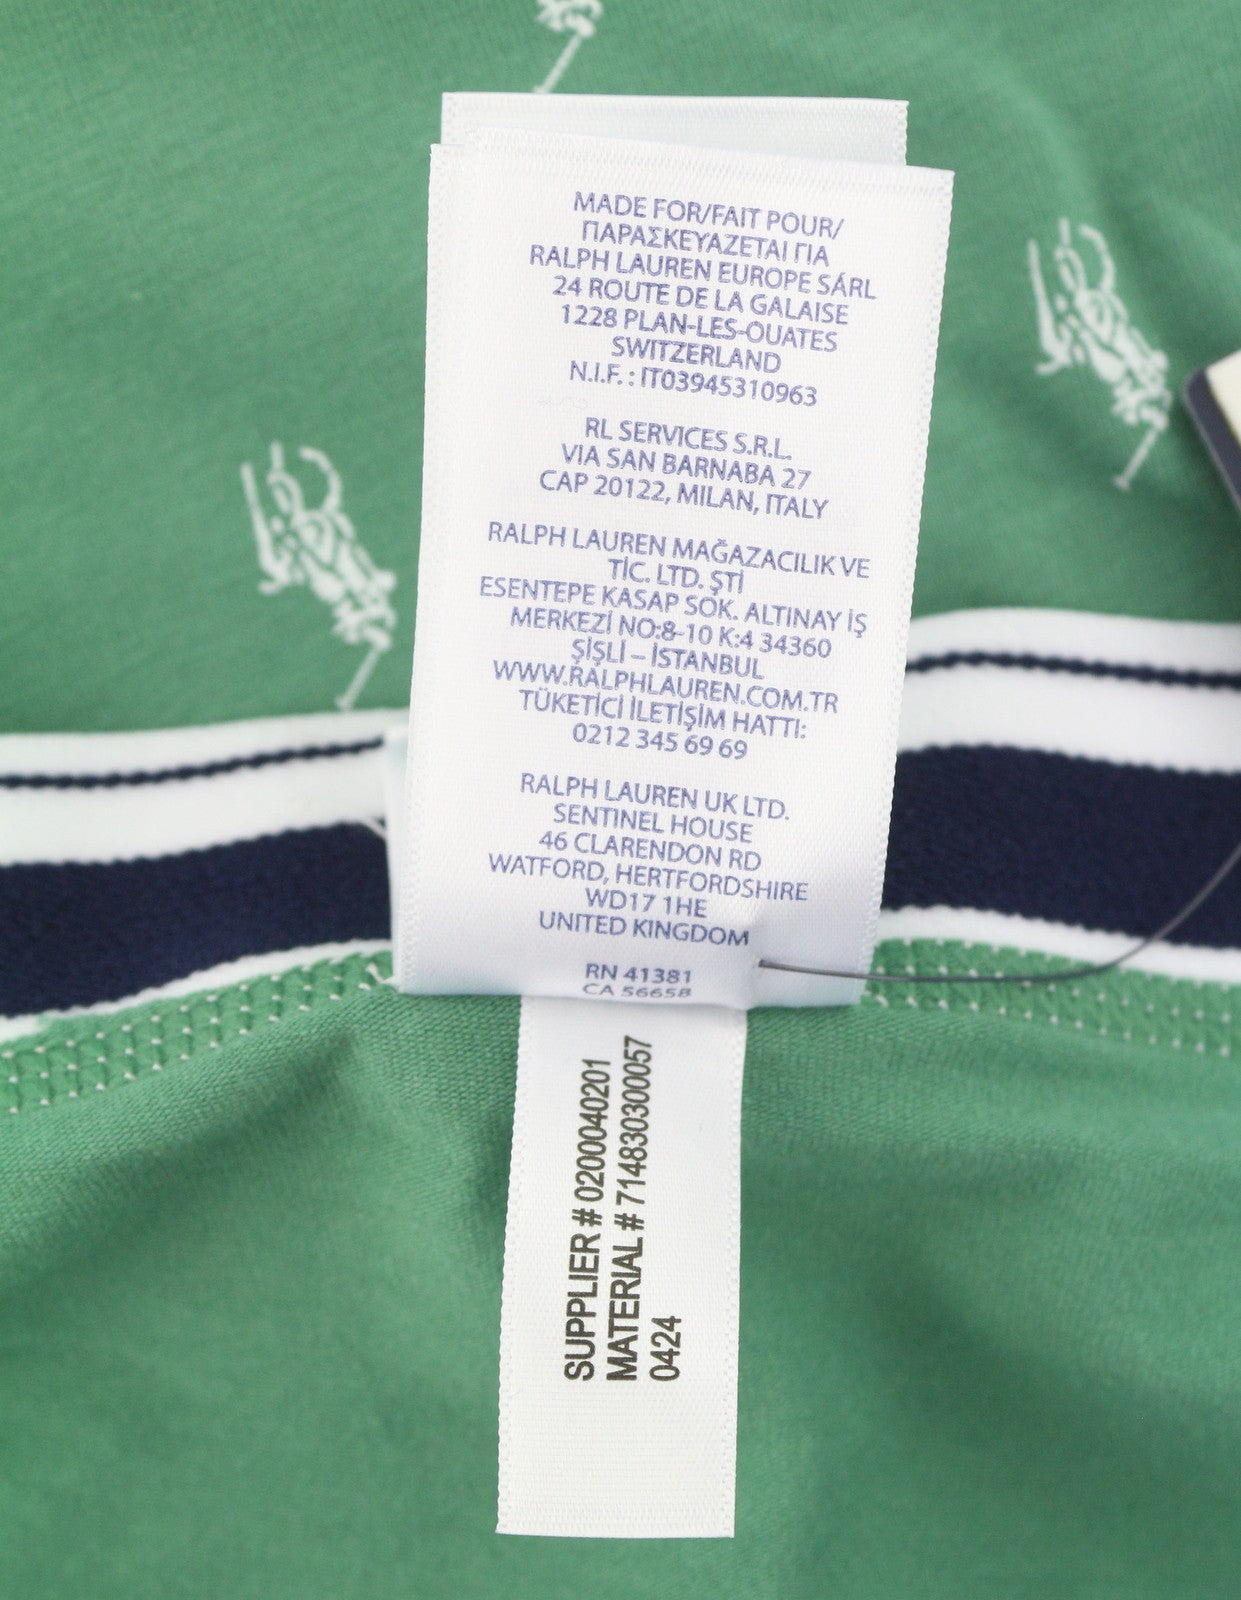 MADE FOR/FAIT POUR/
ΠΑΡΑΣΚΕΥΑΖΕΤΑΙ ΓΙΑ
RALPH LAUREN EUROPE SÁRL
24 ROUTE DE LA GALAISE
1228 PLAN-LES-OUATES
SWITZERLAND
N.I.F. : IT03945310963
RL SERVICES S.R.L.
VIA SAN BARNABA 27
CAP 20122, MILAN, ITALY
RALPH LAUREN MAĞAZACILIK VE
TİC. LTD. ŞTİ
ESENTEPE KASAP SOK. ALTINAY İŞ
MERKEZİ NO:8-10 K:4 34360
ŞİŞLİ – İSTANBUL
WWW.RALPHLAUREN.COM.TR
TÜKETİCİ İLETİŞİM HATTI:
0212 345 69 69
RALPH LAUREN UK LTD.
SENTINEL HOUSE
46 CLARENDON RD
WATFORD, HERTFORDSHIRE
WD17 1HE
UNITED KINGDOM
RN 41381
CA 56658
SUPPLIER # 0200040201
MATERIAL # 714830300057
0424